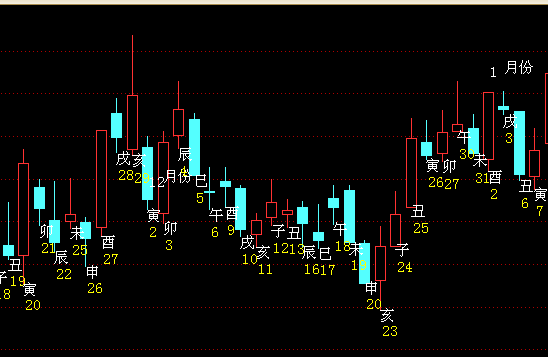 1 月份
戌
3
戌
28
亥
29
辰
4
午
30
寅
26
卯
27
未
31
酉
2
12月份
巳
5
丑
6
寅
7
寅
2
卯
3
午
6
酉
9
丑
25
卯
21
未
25
酉
27
戌
10
亥
11
子
12
丑
13
辰
16
巳
17
午
18
未
子
24
辰
22
申
26
丑
19
子
18
寅
20
申
20
亥
23